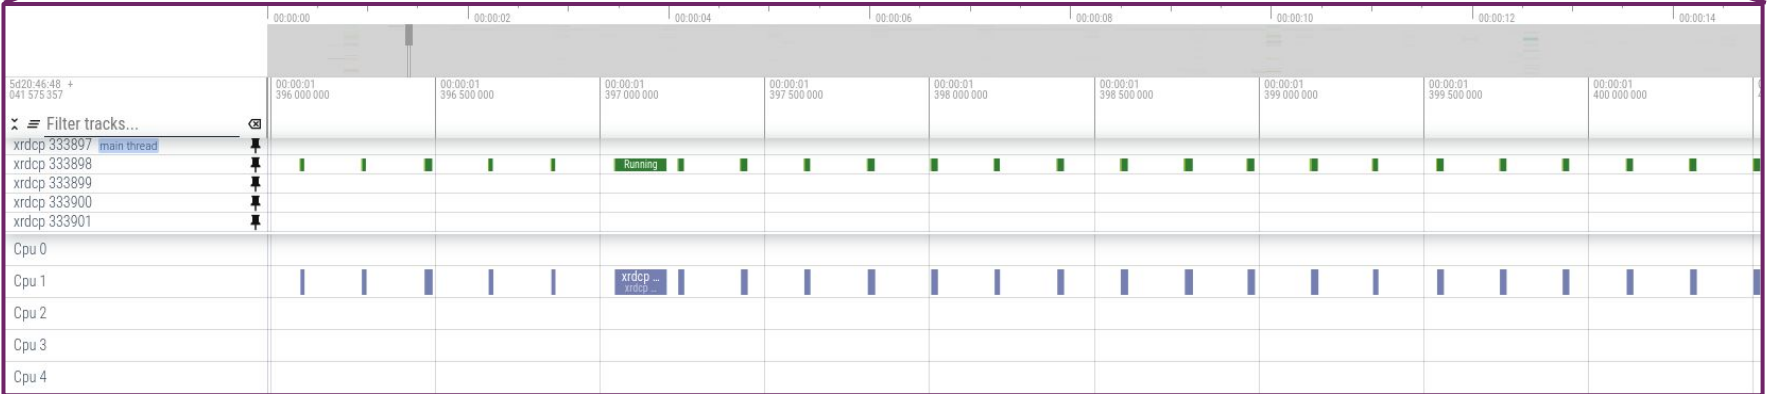 00:00:00 00:00:02 00:00:04 00:00:06 00:00:08 00:00:10 00:00:12 00:00:14
5d20:46:48 + 00:00:01 00:00:01 00:00:01 00:00:01 00:00:01 00:00:01 00:00:01 00:00:01 00:00:01
041 575 357 396 000 000 396 500 000 397 000 000 397 500 000 398 000 000 398 500 000 399 000 000 399 500 000 400 000 000
Filter tracks...
xrdcp 333897 main thread
xrdcp 333898 Running
xrdcp 333899
xrdcp 333900
xrdcp 333901
Cpu 0
Cpu 1 xrdcp ...
xrdcp ...
Cpu 2
Cpu 3
Cpu 4